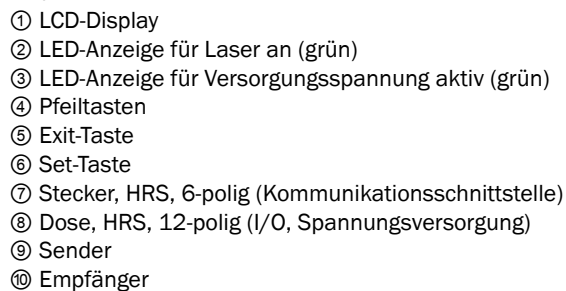 ① LCD-Display
② LED-Anzeige für Laser an (grün)
③ LED-Anzeige für Versorgungsspannung aktiv (grün)
④ Pfeiltasten
⑤ Exit-Taste
⑥ Set-Taste
⑦ Stecker, HRS, 6-polig (Kommunikationsschnittstelle)
⑧ Dose, HRS, 12-polig (I/O, Spannungsversorgung)
⑨ Sender
⑩ Empfänger